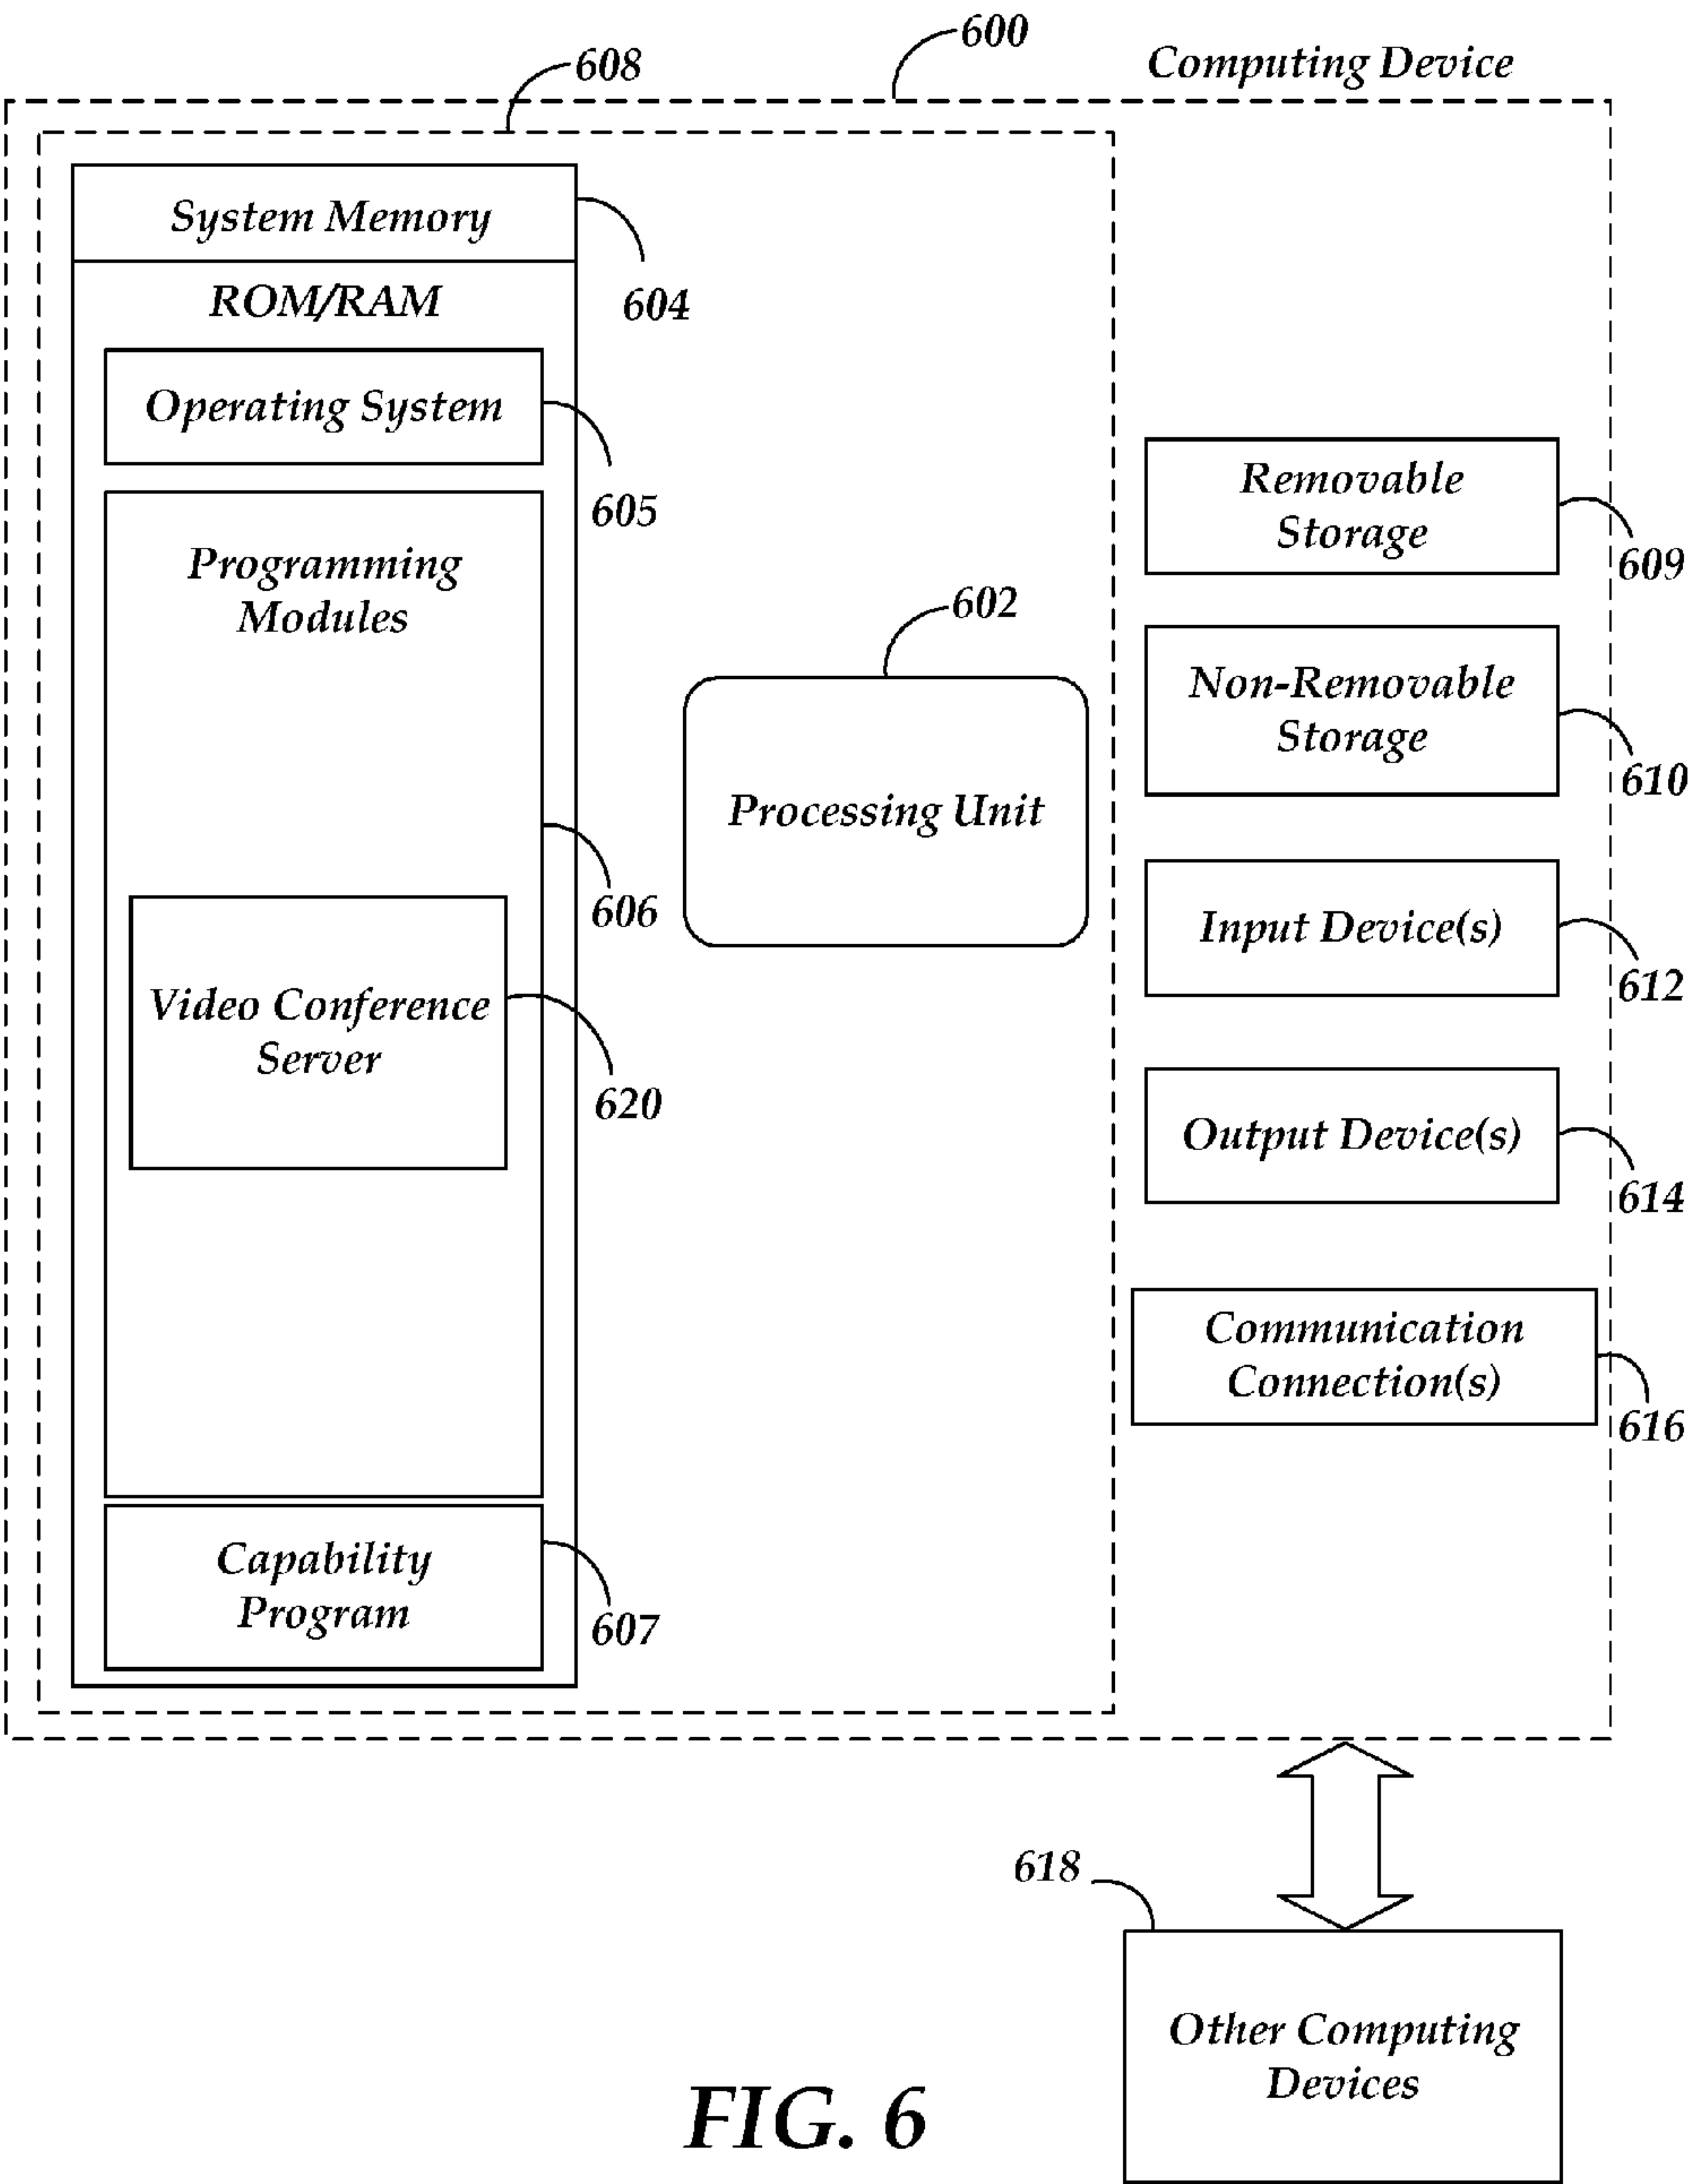 600
Computing Device
608
System Memory
604
ROM/RAM
Operating System
605
Programming
Modules
606
Video Conference
Server
620
Capability
Program
607
602
Processing Unit
Removable
Storage
609
Non-Removable
Storage
610
Input Device(s)
612
Output Device(s)
614
Communication
Connection(s)
616
618
Other Computing
Devices
FIG. 6